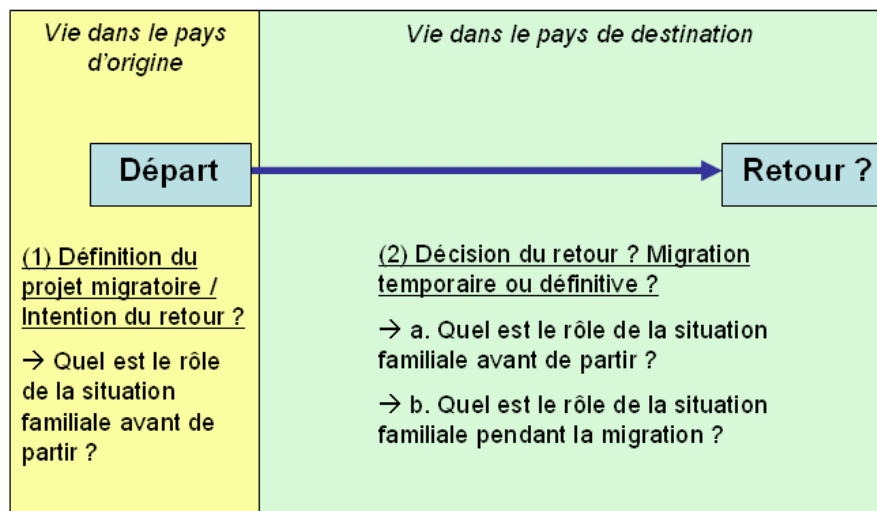 Vie dans le pays
d'origine
Vie dans le pays de destination
Départ
Retour ?
(1) Définition du
projet migratoire /
Intention du retour ?
→ Quel est le rôle
de la situation
familiale avant de
partir ?
(2) Décision du retour ? Migration
temporaire ou définitive ?
→ a. Quel est le rôle de la situation
familiale avant de partir ?
→ b. Quel est le rôle de la situation
familiale pendant la migration ?